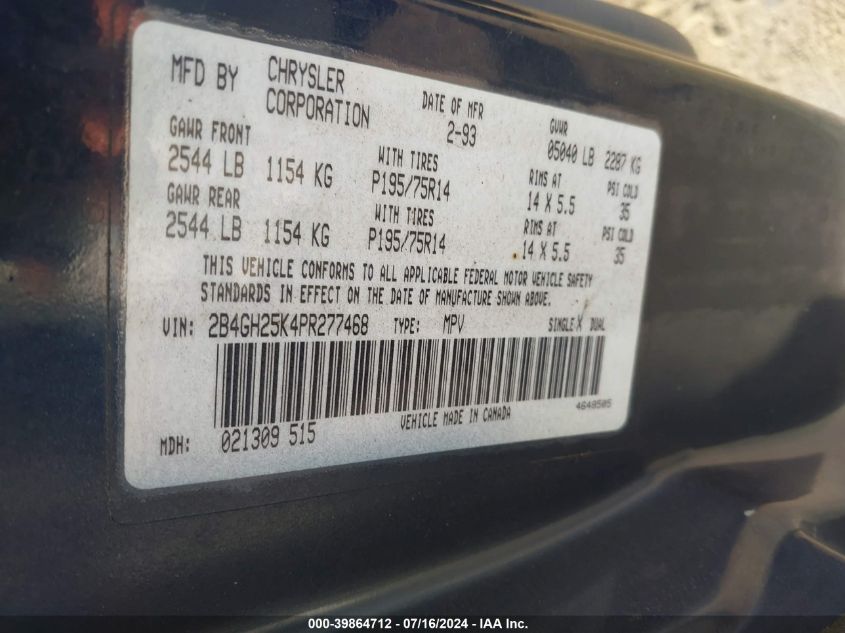 MFD BY CHRYSLER CORPORATION DATE OF MFR 2-93 GVWR 05040 LB 2287 KG
GAWR FRONT WITH TIRES RIMS AT PSI COLD
2544 LB 1154 KG P195/75R14 14 X 5.5 35
GAWR REAR WITH TIRES RIMS AT PSI COLD
2544 LB 1154 KG P195/75R14 14 X 5.5 35
THIS VEHICLE CONFORMS TO ALL APPLICABLE FEDERAL MOTOR VEHICLE SAFETY
STANDARDS IN EFFECT ON THE DATE OF MANUFACTURE SHOWN ABOVE.
VIN: 2B4GH25K4PR277468 TYPE: MPV SINGLE X DUAL
MDH: 021309 515 VEHICLE MADE IN CANADA 4648505
000-39864712 / 07/16/2024 - IAA Inc.